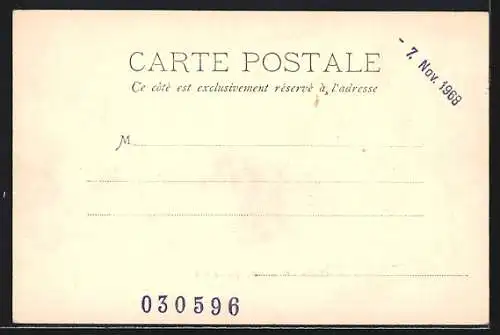 CARTE POSTALE
- 7. Nov. 1968
Ce côté est exclusivement réservé à l'adresse
M
030596